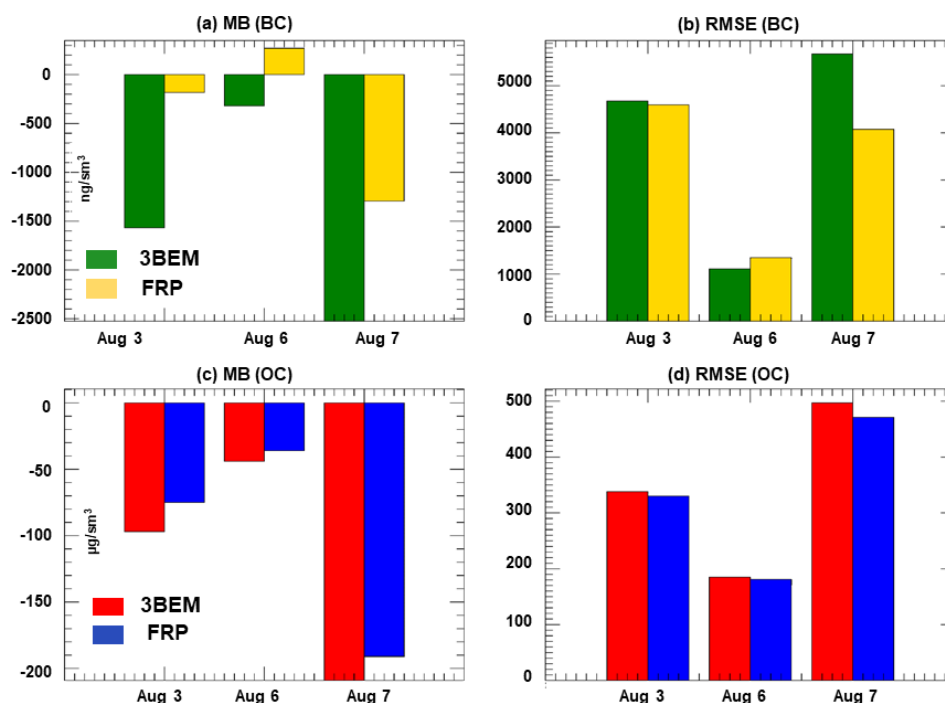 (a) MB (BC)
0
-500
-1000
-1500
-2000
-2500
ng/sm³
3BEM
FRP
Aug 3 Aug 6 Aug 7
(b) RMSE (BC)
5000
4000
3000
2000
1000
0
Aug 3 Aug 6 Aug 7
(c) MB (OC)
0
-50
-100
-150
-200
µg/sm³
3BEM
FRP
Aug 3 Aug 6 Aug 7
(d) RMSE (OC)
500
400
300
200
100
0
Aug 3 Aug 6 Aug 7